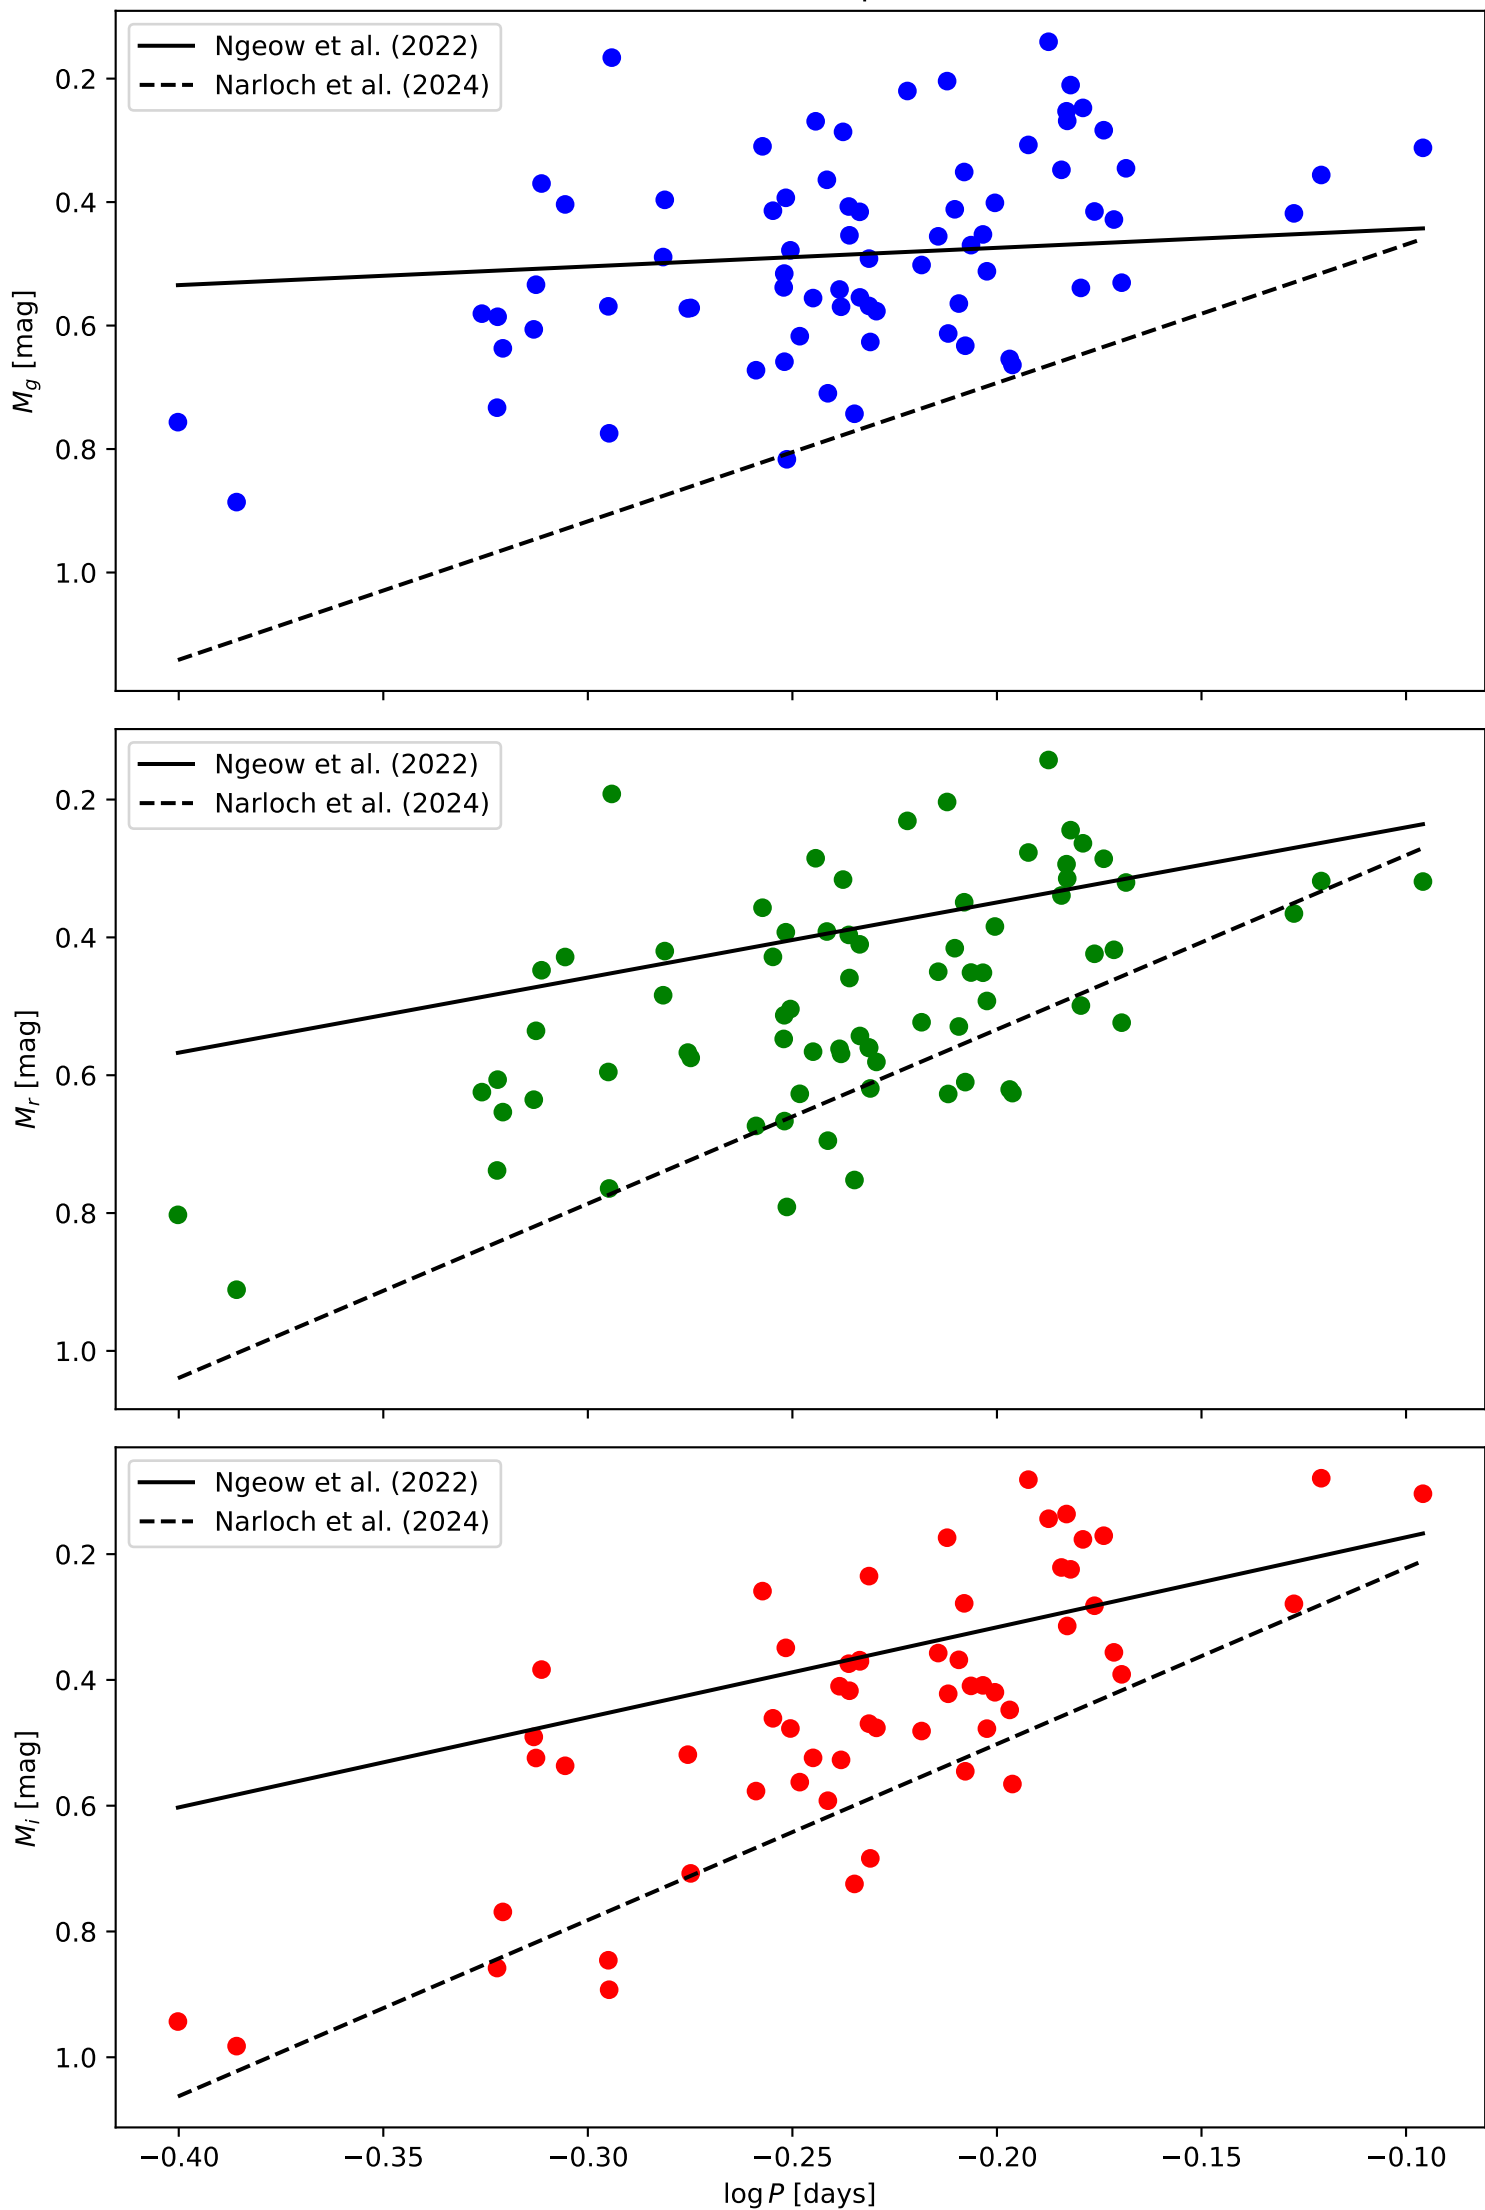 Ngeow et al. (2022)
Narloch et al. (2024)
0.2
0.4
0.6
0.8
1.0
M_g [mag]
Ngeow et al. (2022)
Narloch et al. (2024)
0.2
0.4
0.6
0.8
1.0
M_r [mag]
Ngeow et al. (2022)
Narloch et al. (2024)
0.2
0.4
0.6
0.8
1.0
M_i [mag]
−0.40 −0.35 −0.30 −0.25 −0.20 −0.15 −0.10
log P [days]